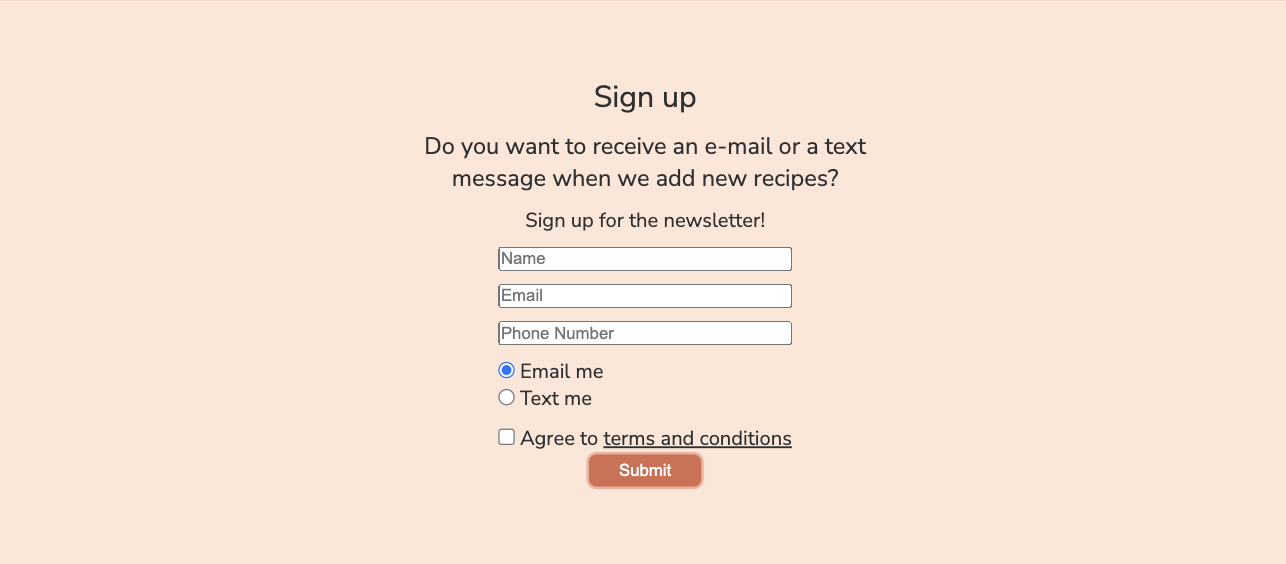 Sign up
Do you want to receive an e-mail or a text
message when we add new recipes?
Sign up for the newsletter!
Name
Email
Phone Number
Email me
Text me
Agree to terms and conditions
Submit